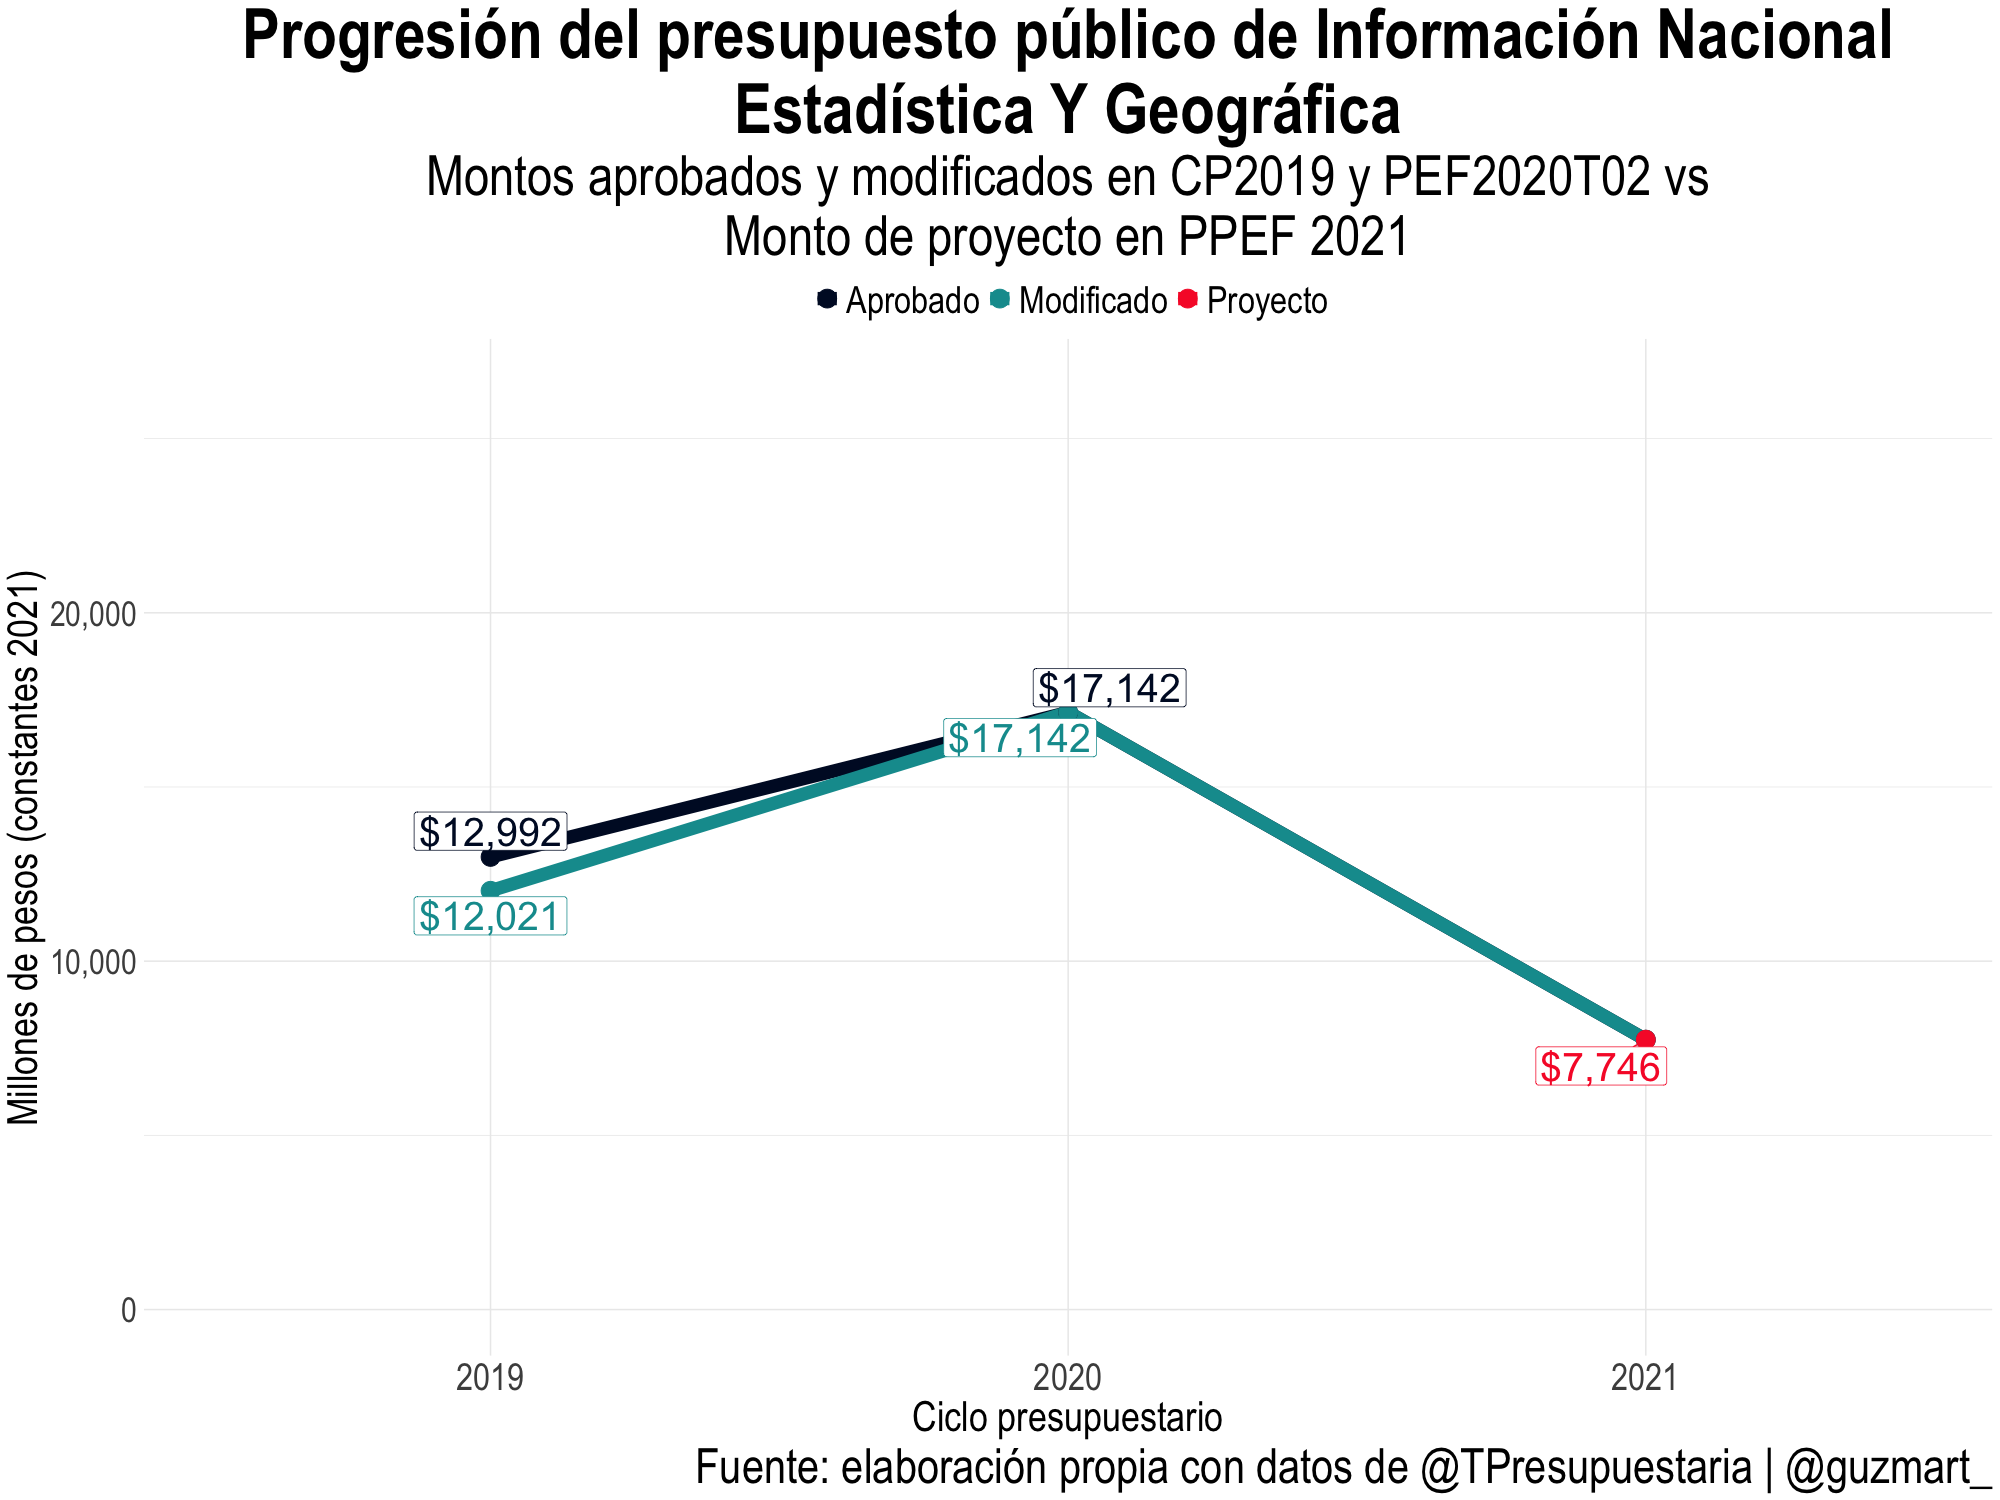 Progresión del presupuesto público de Información Nacional
Estadística Y Geográfica
Montos aprobados y modificados en CP2019 y PEF2020T02 vs
Monto de proyecto en PPEF 2021
Aprobado Modificado Proyecto
Millones de pesos (constantes 2021)
20,000
10,000
0
$17,142
$17,142
$12,992
$12,021
$7,746
2019 2020 2021
Ciclo presupuestario
Fuente: elaboración propia con datos de @TPresupuestaria | @guzmart_